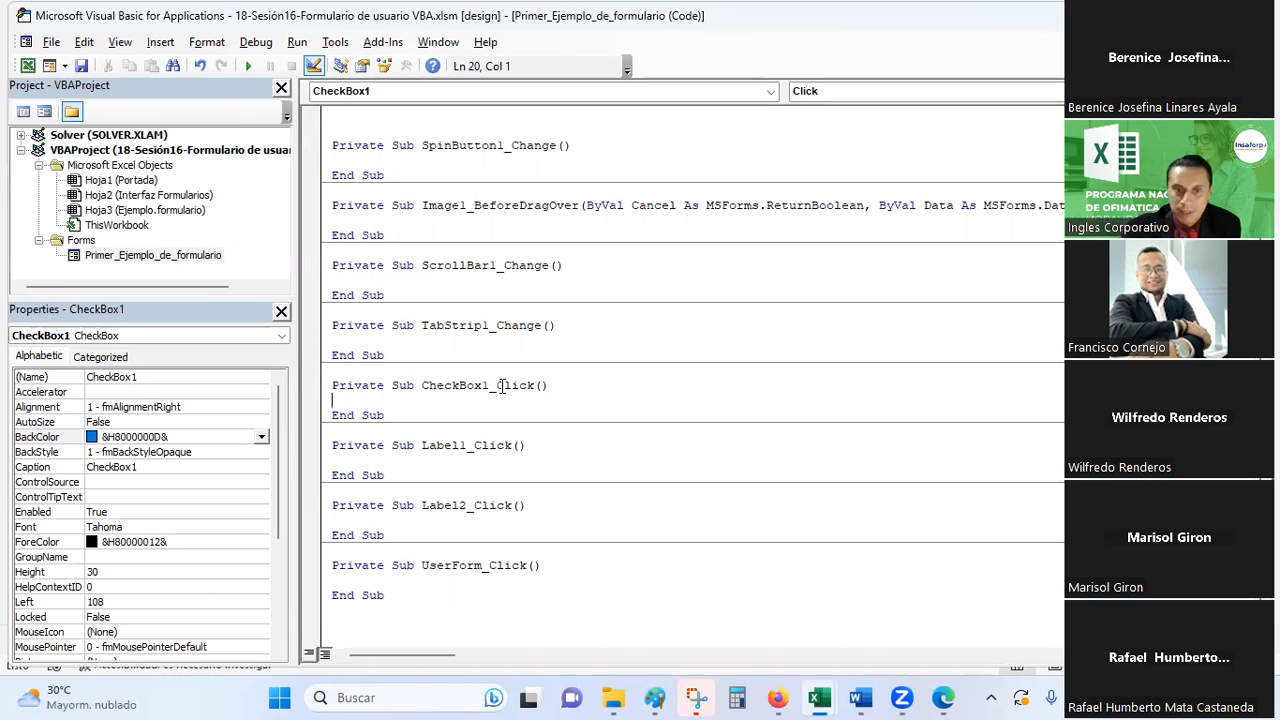 Microsoft Visual Basic for Applications - 18-Sesión16-Formulario de usuario VBA.xlsm [design] - [Primer_Ejemplo_de_formulario (Code)]
File Edit View Insert Format Debug Run Tools Add-Ins Window Help
Ln 20, Col 1
Project - VBAProject
Solver (SOLVER.XLAM)
VBAProject (18-Sesión16-Formulario de usuari
Microsoft Excel Objects
Hoja1 (Portada)
Hoja2 (Interfaz Formularios)
Hoja3 (Ejemplo.formulario)
ThisWorkbook
Forms
Primer_Ejemplo_de_formulario
Properties - CheckBox1
CheckBox1 CheckBox
Alphabetic Categorized
(Name) CheckBox1
Accelerator
Alignment 1 - fmAlignmentRight
AutoSize False
BackColor &H8000000D&
BackStyle 1 - fmBackStyleOpaque
Caption CheckBox1
ControlSource
ControlTipText
Enabled True
Font Tahoma
ForeColor &H80000012&
GroupName
Height 30
HelpContextID 0
Left 108
Locked False
MouseIcon (None)
MousePointer 0 - fmMousePointerDefault
CheckBox1 Click
Private Sub SpinButton1_Change()
End Sub
Private Sub Image1_BeforeDragOver(ByVal Cancel As MSForms.ReturnBoolean, ByVal Data As MSForms.Dat
End Sub
Private Sub ScrollBar1_Change()
End Sub
Private Sub TabStrip1_Change()
End Sub
Private Sub CheckBox1_Click()
End Sub
Private Sub Label1_Click()
End Sub
Private Sub Label2_Click()
End Sub
Private Sub UserForm_Click()
End Sub
Berenice Josefina...
Berenice Josefina Linares Ayala
Insaforp
PROGRAMA NAC
DE OFIMÁTICA
Ingles Corporativo
Francisco Cornejo
Wilfredo Renderos
Wilfredo Renderos
Marisol Giron
Marisol Giron
Rafael Humberto...
Rafael Humberto Mata Castaneda
30°C
Mayorm. nublado
Buscar